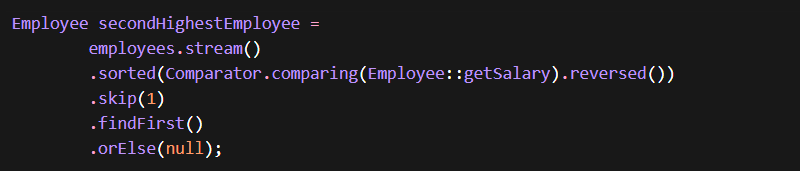 Employee secondHighestEmployee =
employees.stream()
.sorted(Comparator.comparing(Employee::getSalary).reversed())
.skip(1)
.findFirst()
.orElse(null);